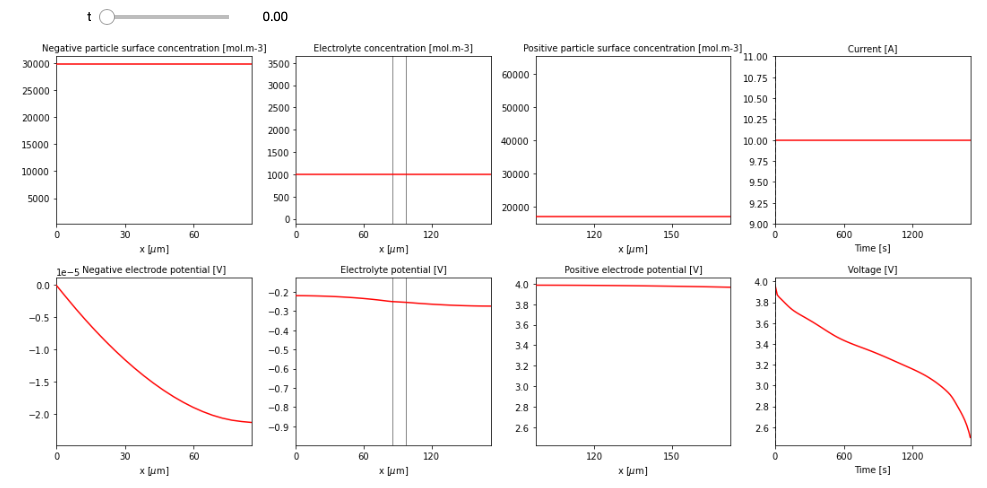 t 0.00
Negative particle surface concentration [mol.m-3]
30000
25000
20000
15000
10000
5000
0 30 60
x [μm]
Electrolyte concentration [mol.m-3]
3500
3000
2500
2000
1500
1000
500
0
0 60 120
x [μm]
Positive particle surface concentration [mol.m-3]
60000
50000
40000
30000
20000
120 150
x [μm]
Current [A]
11.00
10.75
10.50
10.25
10.00
9.75
9.50
9.25
9.00
0 600 1200
Time [s]
1e−5 Negative electrode potential [V]
0.0
−0.5
−1.0
−1.5
−2.0
0 30 60
x [μm]
Electrolyte potential [V]
−0.2
−0.3
−0.4
−0.5
−0.6
−0.7
−0.8
−0.9
0 60 120
x [μm]
Positive electrode potential [V]
4.0
3.8
3.6
3.4
3.2
3.0
2.8
2.6
120 150
x [μm]
Voltage [V]
4.0
3.8
3.6
3.4
3.2
3.0
2.8
2.6
0 600 1200
Time [s]